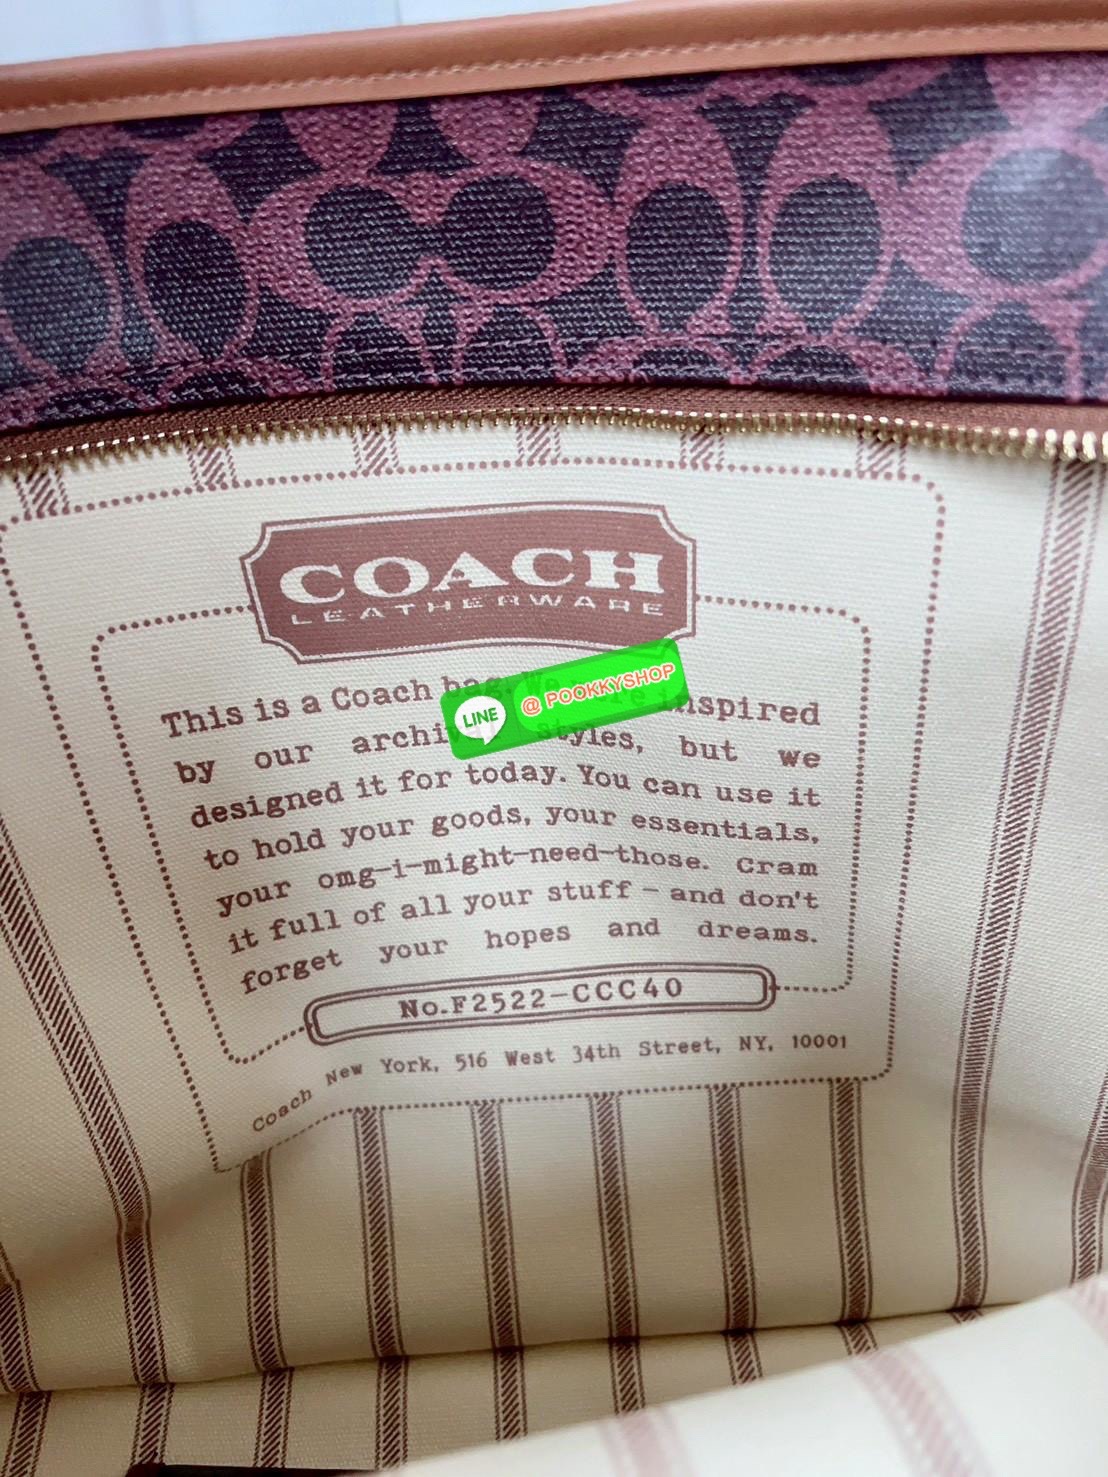 COACH
LEATHERWARE
This is a Coach bag. We were inspired
by our archival styles, but we
designed it for today. You can use it
to hold your goods, your essentials,
your omg-i-might-need-those. Cram
it full of all your stuff – and don't
forget your hopes and dreams.
No.F2522-CCC40
Coach New York, 516 West 34th Street, NY, 10001
LINE @ POOKKYSHOP